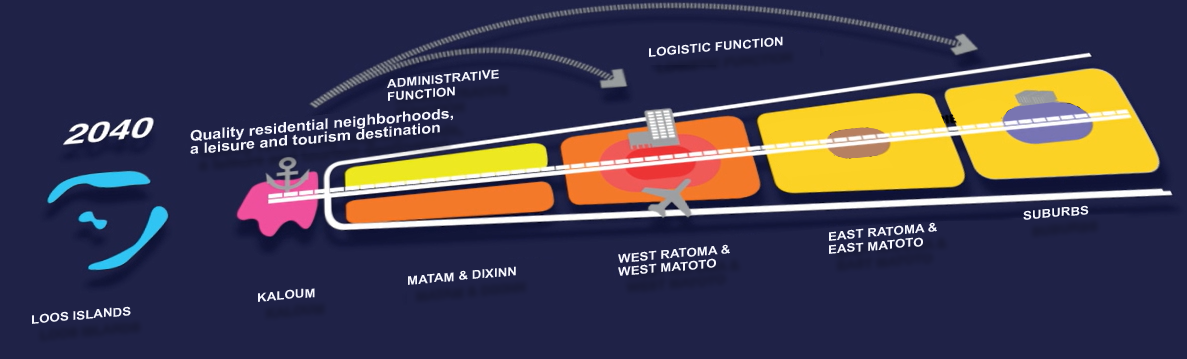 LOGISTIC FUNCTION
ADMINISTRATIVE
FUNCTION
2040
Quality residential neighborhoods,
a leisure and tourism destination
LOOS ISLANDS
KALOUM
MATAM & DIXINN
WEST RATOMA &
WEST MATOTO
EAST RATOMA &
EAST MATOTO
SUBURBS